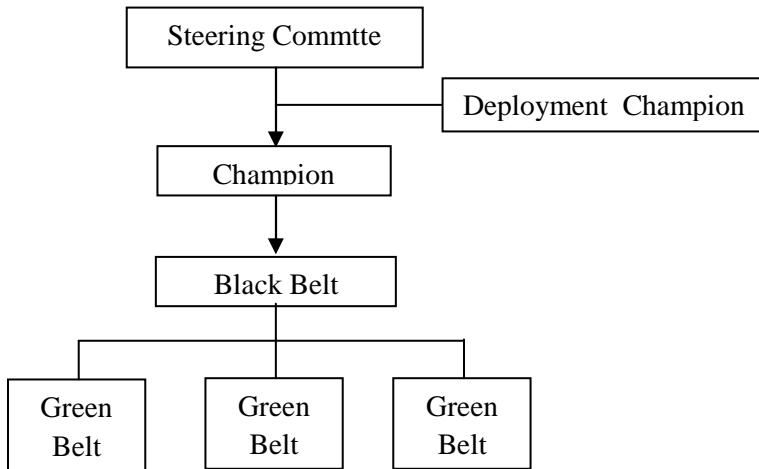 Steering Commtte
Deployment Champion
Champion
Black Belt
Green
Belt
Green
Belt
Green
Belt